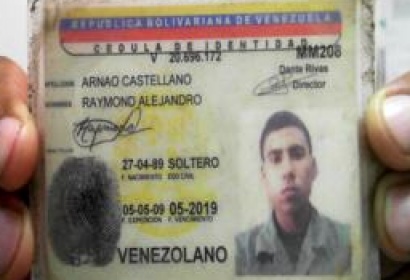 REPUBLICA BOLIVARIANA DE VENEZUELA
CEDULA DE IDENTIDAD
V 20.696.172 MM208
Dante Rivas
Director
APELLIDOS ARNAO CASTELLANO
NOMBRES RAYMOND ALEJANDRO
27-04-89 SOLTERO
F. NACIMIENTO EDO CIVIL
05-05-09 05-2019
F. EXPEDICION F. VENCIMIENTO
VENEZOLANO